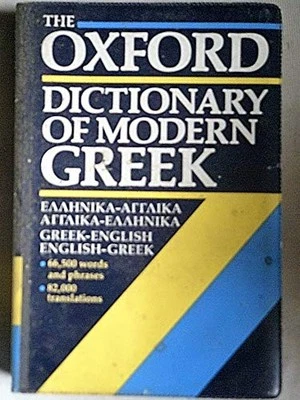 THE
OXFORD
DICTIONARY
OF MODERN
GREEK
ΕΛΛΗΝΙΚΑ-ΑΓΓΛΙΚΑ
ΑΓΓΛΙΚΑ-ΕΛΛΗΝΙΚΑ
GREEK-ENGLISH
ENGLISH-GREEK
• 66,500 words
and phrases
• 82,000
translations